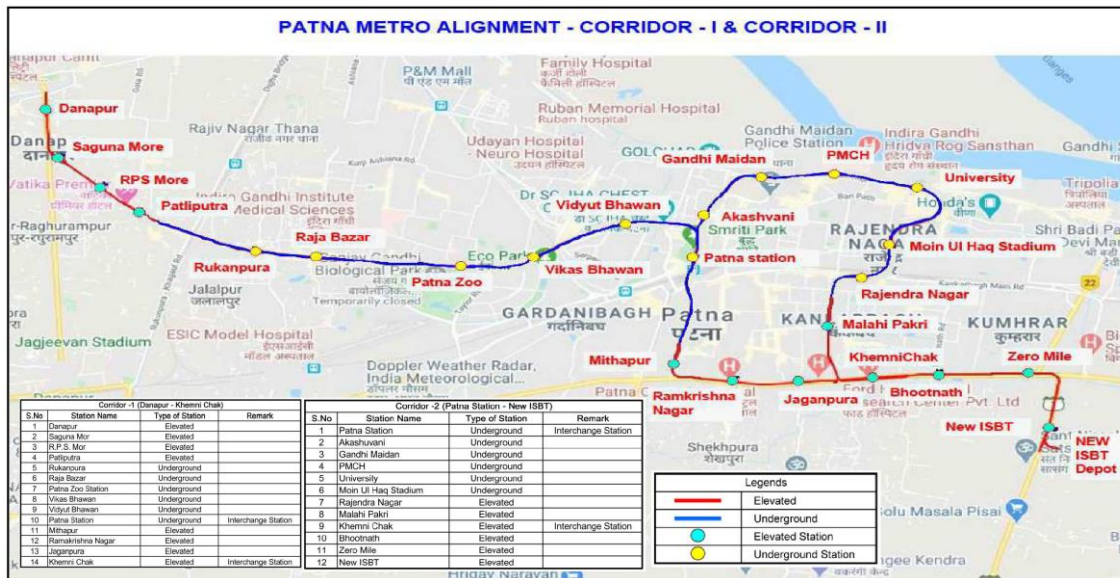 PATNA METRO ALIGNMENT - CORRIDOR - I & CORRIDOR - II
Danapur
Saguna More
RPS More
Patliputra
Rukanpura
Raja Bazar
Patna Zoo
Vikas Bhawan
Vidyut Bhawan
Gandhi Maidan
PMCH
University
Akashvani
Patna station
Moin Ul Haq Stadium
Rajendra Nagar
Malahi Pakri
Mithapur
Ramkrishna
Nagar
Jaganpura
KhemniChak
Bhootnath
Zero Mile
New ISBT
NEW
ISBT
Depot
P&M Mall
पी एंड एम मॉल
Family Hospital
फैमिली हॉस्पिटल
Ruban Memorial Hospital
Ruban hospital
Rajiv Nagar Thana
राजीव नगर थाना
Udayan Hospital
- Neuro Hospital
उदयन हॉस्पिटल
Gandhi Maidan
Police Station
Indira Gandhi
Hridya Rog Sansthan
Ganges
Smriti Park
Eco Park
Biological Park
Temporarily closed
Jalalpur
जलालपुर
ESIC Model Hospital
Jagjeevan Stadium
GARDANIBAGH
गर्दानीबाग
Patna
पटना
Doppler Weather Radar,
India Meteorological...
KUMHRAR
कुम्हरार
22
Shekhpura
शेखपुरा
Golu Masala Pisai
Hriday Narayan
Corridor -1 (Danapur - Khemni Chak)
S.No Station Name Type of Station Remark
1 Danapur Elevated
2 Saguna Mor Elevated
3 R.P.S. Mor Elevated
4 Patliputra Elevated
5 Rukanpura Underground
6 Raja Bazar Underground
7 Patna Zoo Station Underground
8 Vikas Bhawan Underground
9 Vidyut Bhawan Underground
10 Patna Station Underground Interchange Station
11 Mithapur Elevated
12 Ramakrishna Nagar Elevated
13 Jaganpura Elevated
14 Khemni Chak Elevated Interchange Station
Corridor -2 (Patna Station - New ISBT)
S.No Station Name Type of Station Remark
1 Patna Station Underground Interchange Station
2 Akashuvani Underground
3 Gandhi Maidan Underground
4 PMCH Underground
5 University Underground
6 Moin Ul Haq Stadium Underground
7 Rajendra Nagar Elevated
8 Malahi Pakri Elevated
9 Khemni Chak Elevated Interchange Station
10 Bhootnath Elevated
11 Zero Mile Elevated
12 New ISBT Elevated
Legends
Elevated
Underground
Elevated Station
Underground Station